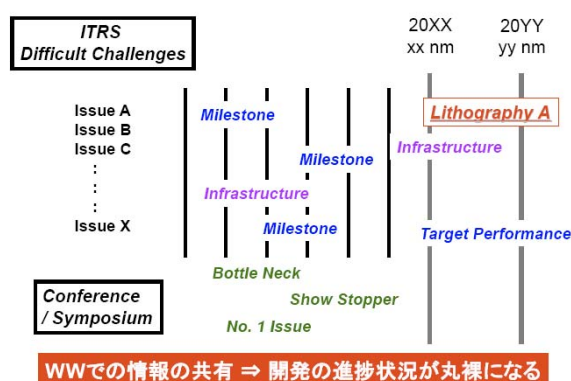 ITRS
Difficult Challenges
20XX
xx nm
20YY
yy nm
Issue A
Issue B
Issue C
:
:
:
Issue X
Milestone
Lithography A
Infrastructure
Milestone
Infrastructure
Milestone
Target Performance
Conference
/ Symposium
Bottle Neck
Show Stopper
No. 1 Issue
WWでの情報の共有 ⇒ 開発の進捗状況が丸裸になる